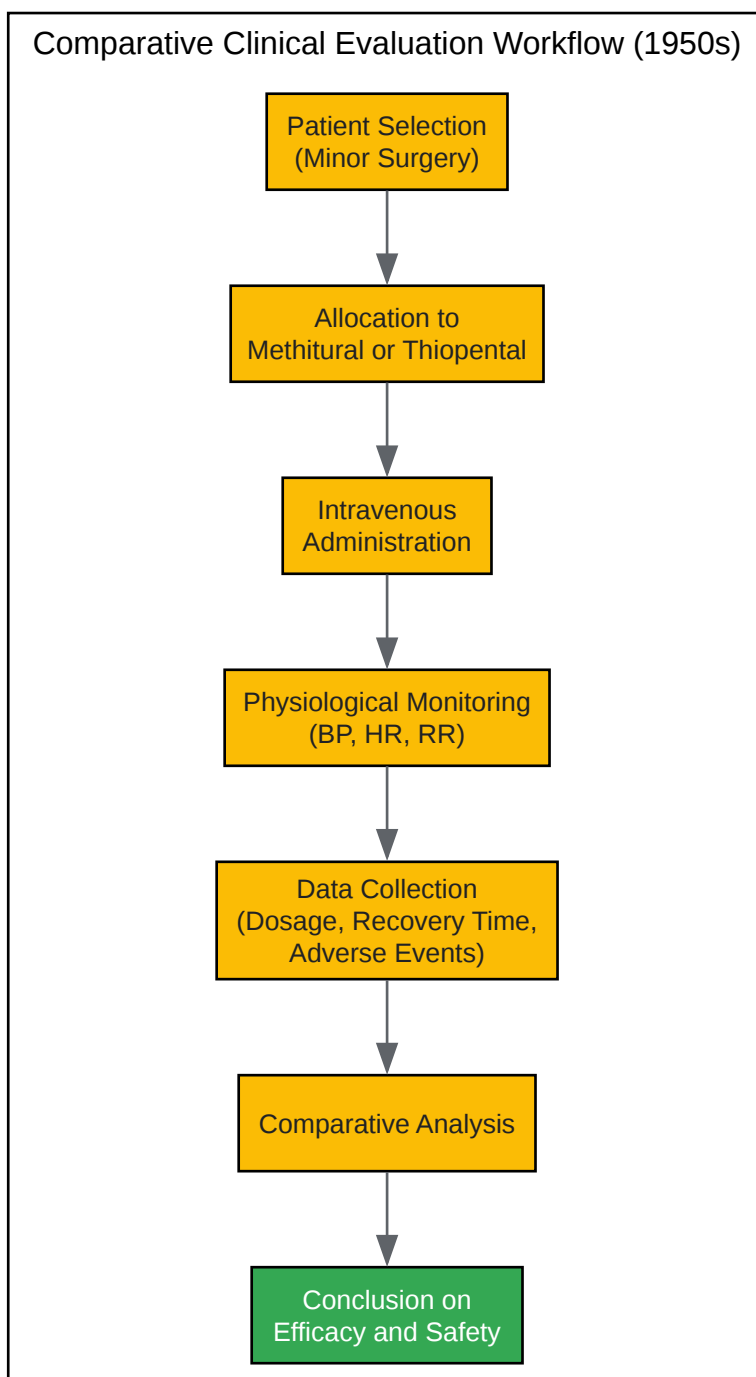 Comparative Clinical Evaluation Workflow (1950s)
Patient Selection
(Minor Surgery)
Allocation to
Methitural or Thiopental
Intravenous
Administration
Physiological Monitoring
(BP, HR, RR)
Data Collection
(Dosage, Recovery Time,
Adverse Events)
Comparative Analysis
Conclusion on
Efficacy and Safety